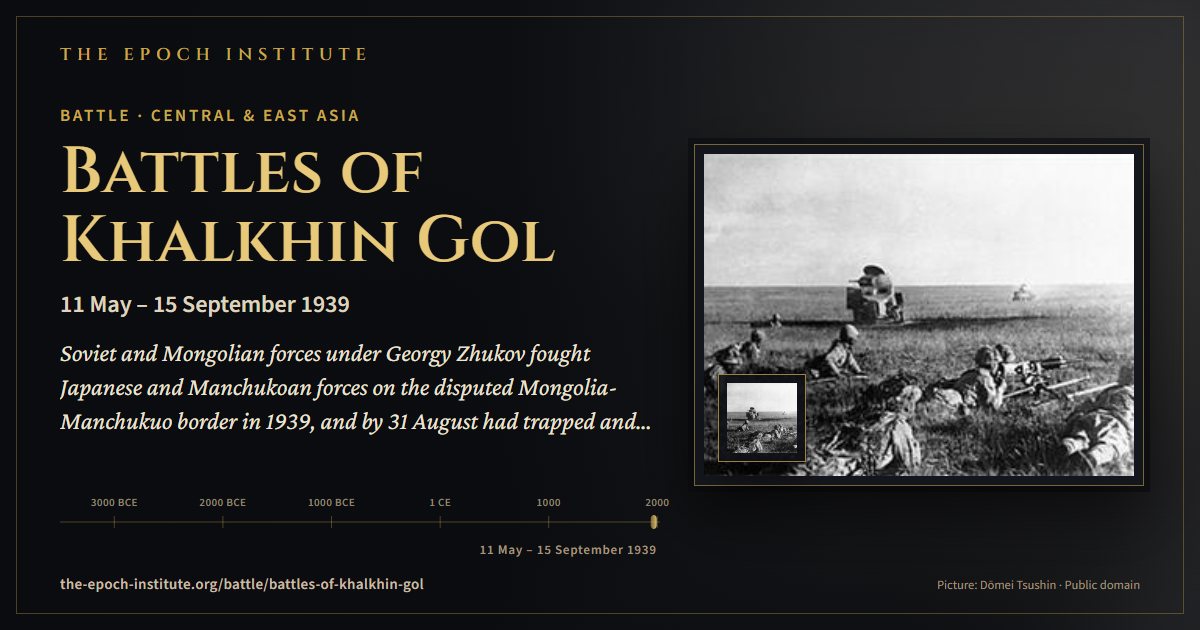 THE EPOCH INSTITUTE
BATTLE · CENTRAL & EAST ASIA
BATTLES OF
KHALKHIN GOL
11 May – 15 September 1939
Soviet and Mongolian forces under Georgy Zhukov fought
Japanese and Manchukoan forces on the disputed Mongolia-
Manchukuo border in 1939, and by 31 August had trapped and...
3000 BCE 2000 BCE 1000 BCE 1 CE 1000 2000
11 May – 15 September 1939
the-epoch-institute.org/battle/battles-of-khalkhin-gol
Picture: Dōmei Tsushin · Public domain